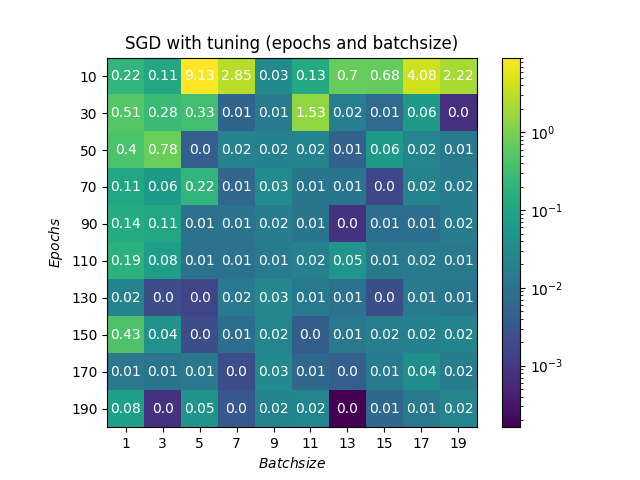 SGD with tuning (epochs and batchsize)
10 0.22 0.11 9.13 2.85 0.03 0.13 0.7 0.68 4.08 2.22
30 0.51 0.28 0.33 0.01 0.01 1.53 0.02 0.01 0.06 0.0
50 0.4 0.78 0.0 0.02 0.02 0.02 0.01 0.06 0.02 0.01
70 0.11 0.06 0.22 0.01 0.03 0.01 0.01 0.0 0.02 0.02
90 0.14 0.11 0.01 0.01 0.02 0.01 0.0 0.01 0.01 0.02
110 0.19 0.08 0.01 0.01 0.01 0.02 0.05 0.01 0.02 0.01
130 0.02 0.0 0.0 0.02 0.03 0.01 0.01 0.0 0.01 0.01
150 0.43 0.04 0.0 0.01 0.02 0.0 0.01 0.02 0.02 0.02
170 0.01 0.01 0.01 0.0 0.03 0.01 0.0 0.01 0.04 0.02
190 0.08 0.0 0.05 0.0 0.02 0.02 0.0 0.01 0.01 0.02
1 3 5 7 9 11 13 15 17 19
Batchsize
Epochs
10⁰
10⁻¹
10⁻²
10⁻³